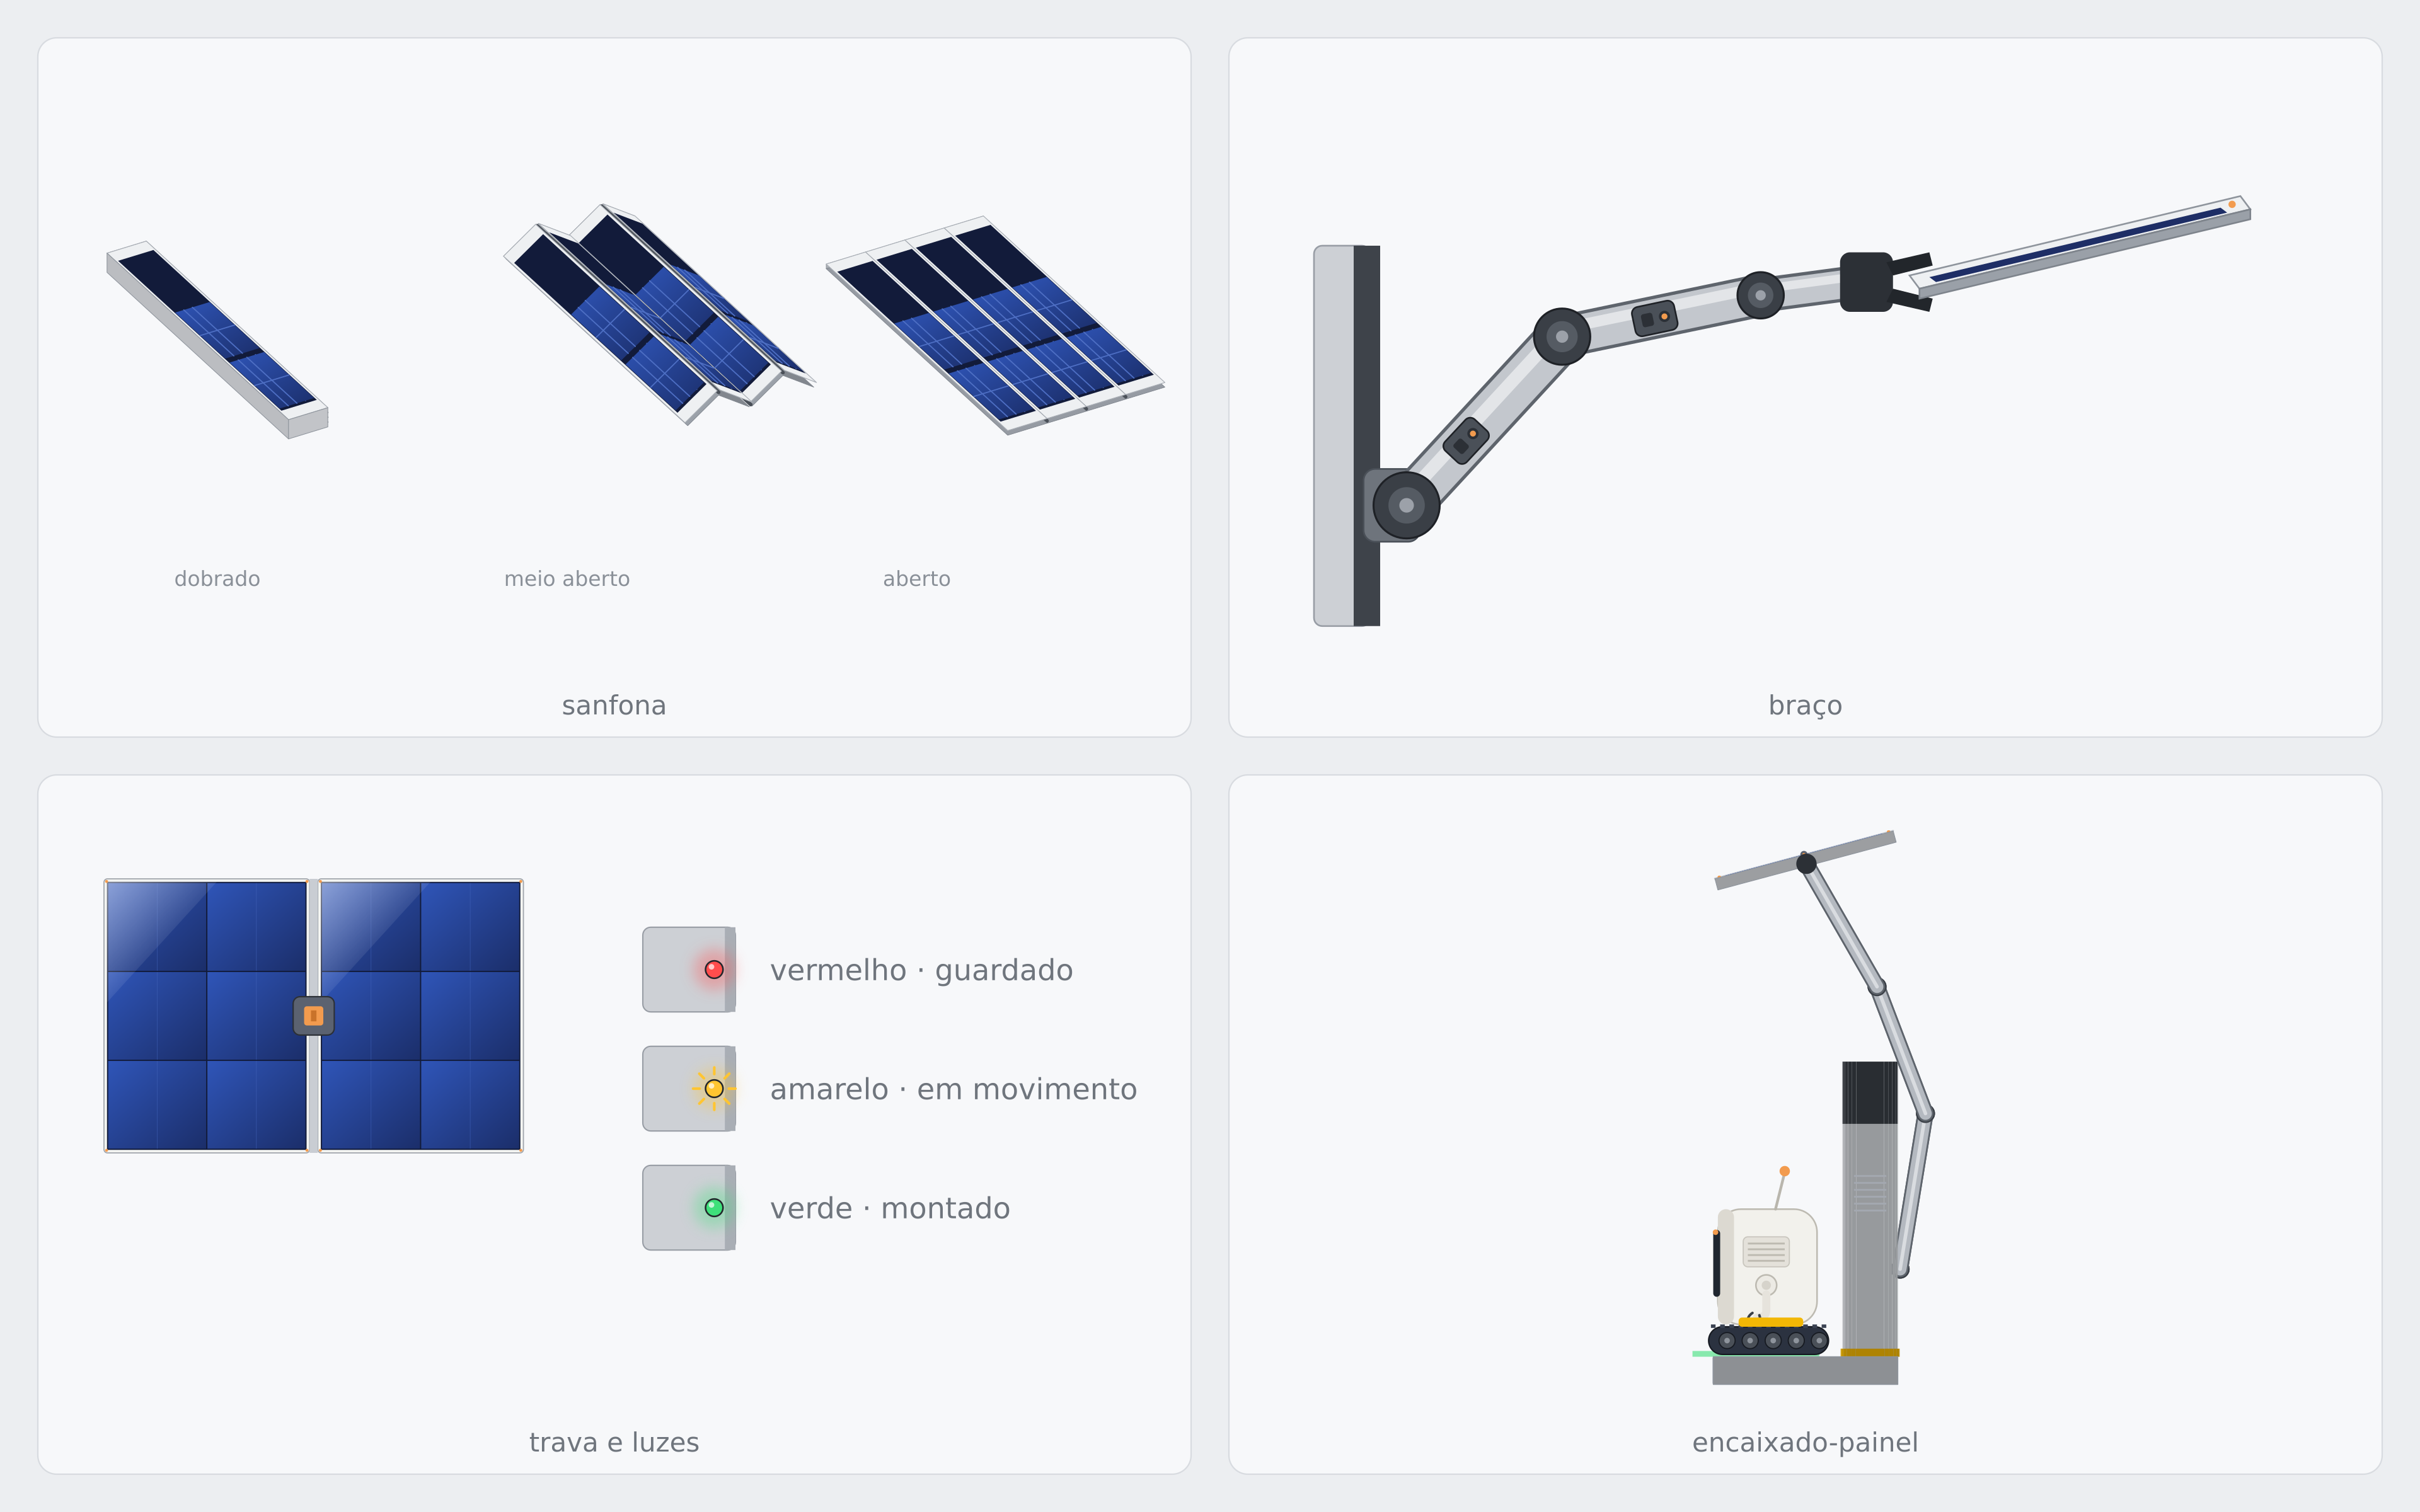 dobrado
meio aberto
aberto
sanfona
braço
vermelho · guardado
amarelo · em movimento
verde · montado
trava e luzes
encaixado-painel